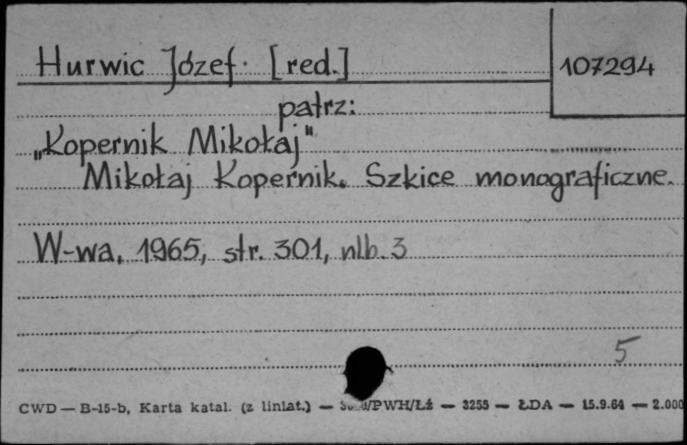 Hurwic Józef. [red.] 107294
patrz:
„Kopernik Mikołaj"
Mikołaj Kopernik. Szkice monograficzne.
W-wa, 1965, str. 301, nlb. 3
5
CWD — B-15-b, Karta katal. (z liniat.) — /PWH/Łź — 3255 — ŁDA — 15.9.64 — 2.000